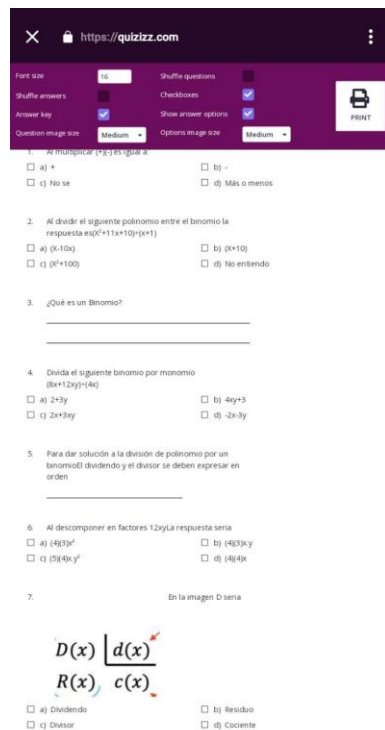 https://quizizz.com
Font size 16 Shuffle questions
Shuffle answers Checkboxes
Answer key Show answer options
Question image size Medium Options image size Medium
PRINT
1. Al multiplicar (+)(-) es igual a:
a) + b) -
c) No se d) Más o menos
2. Al dividir el siguiente polinomio entre el binomio la
respuesta es(X²+11x+10)÷(x+1)
a) (X-10x) b) (X+10)
c) (X²+100) d) No entiendo
3. ¿Qué es un Binomio?
4. Divida el siguiente binomio por monomio
(8x+12xy)÷(4x)
a) 2+3y b) 4xy+3
c) 2x+3xy d) -2x-3y
5. Para dar solución a la división de polinomio por un
binomioEl dividendo y el divisor se deben expresar en
orden
6. Al descomponer en factores 12xyLa respuesta seria
a) (4)(3)x² b) (4)(3)x.y
c) (5)(4)x.y² d) (4)(4)x
7. En la imagen D seria
D(x) d(x)
R(x) c(x)
a) Dividendo b) Residuo
c) Divisor d) Cociente